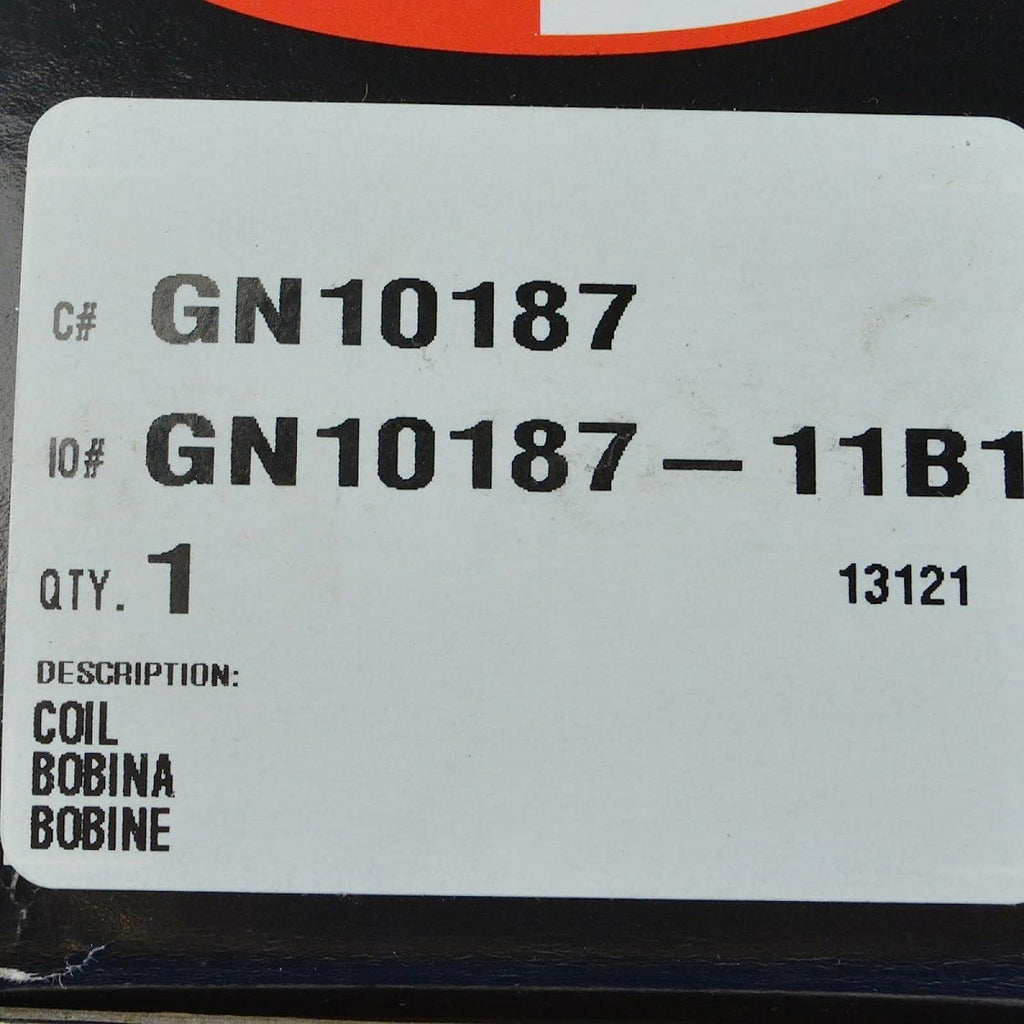 C# GN10187
IO# GN10187-11B1
QTY. 1 13121
DESCRIPTION:
COIL
BOBINA
BOBINE